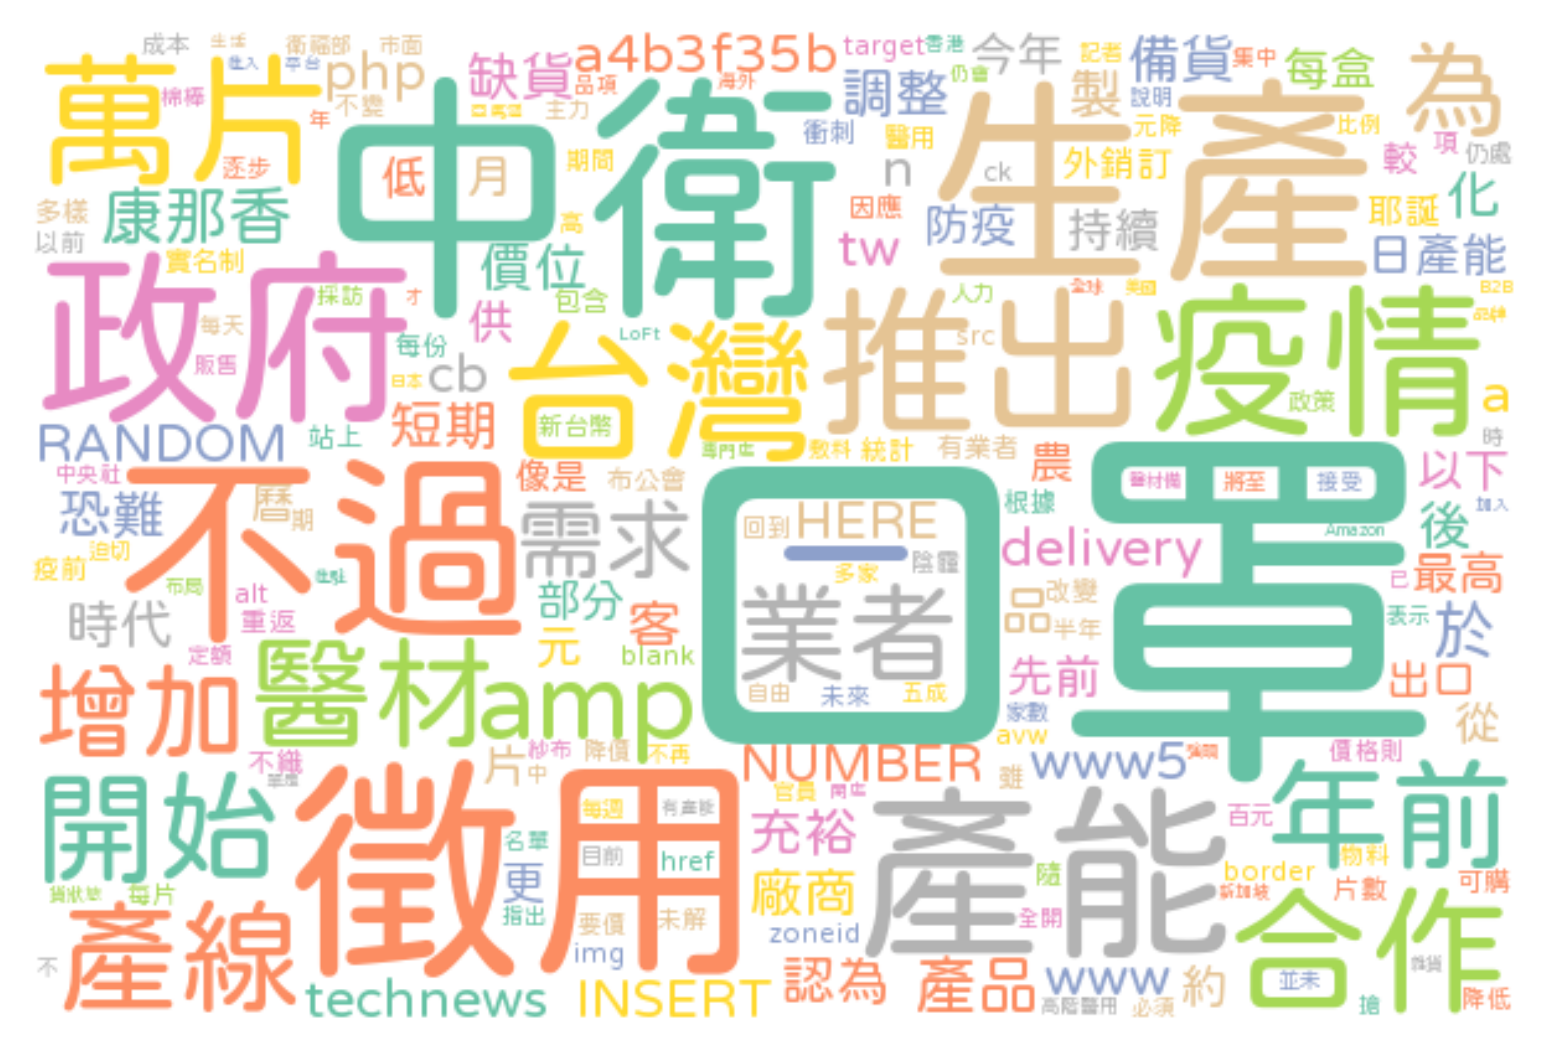 成本
生活
衛福部
市面
進入
平台
php
缺貨
a4b3f35b
target
香港
今年
記者
備貨
集中
每盒
為
萬片
棉棒
不變
年
品項
海外
主力
調整
仍會
製
說明
元降
比例
中衛
逐步
低
月
期間
衝刺
醫用
n
ck
生產
外銷訂
較
項
仍處
多樣
康那香
以前
實名制
高
因應
防疫
持續
耶誕
化
價位
tw
日產能
政府
採訪
才
每天
包含
供
每份
LoFt
人力
全球
美國
B2B
品牌
販售
日本
cb
台灣
推出
src
疫情
政策
a
RANDOM
站上
短期
新台幣
專門店
敷料
統計
有業者
時
中央社
不過
像是
布公會
農
醫材備
將至
接受
以下
恐難
曆
期
需求
回到
HERE
根據
加入
疫前
迫切
陰霾
delivery
Amazon
後
布局
alt
多家
已
最高
時代
重返
部分
客
業者
品
改變
半年
表示
於
定額
元
blank
口罩
增加
醫材
amp
自由
未來
五成
先前
家數
出口
從
不織
片
中
紗布
降價
不再
NUMBER
avw
雖
www5
價格則
開始
徵用
每週
有產能
官員
開店
充裕
產能
百元
年前
名單
目前
href
物料
貨狀態
每片
更
廠商
隨
border
新加坡
片數
可購
產線
指出
要價
未解
zoneid
全開
合作
不
img
認為
產品
www
約
並未
雜貨
technews
INSERT
高階醫用
必須
搶
降低